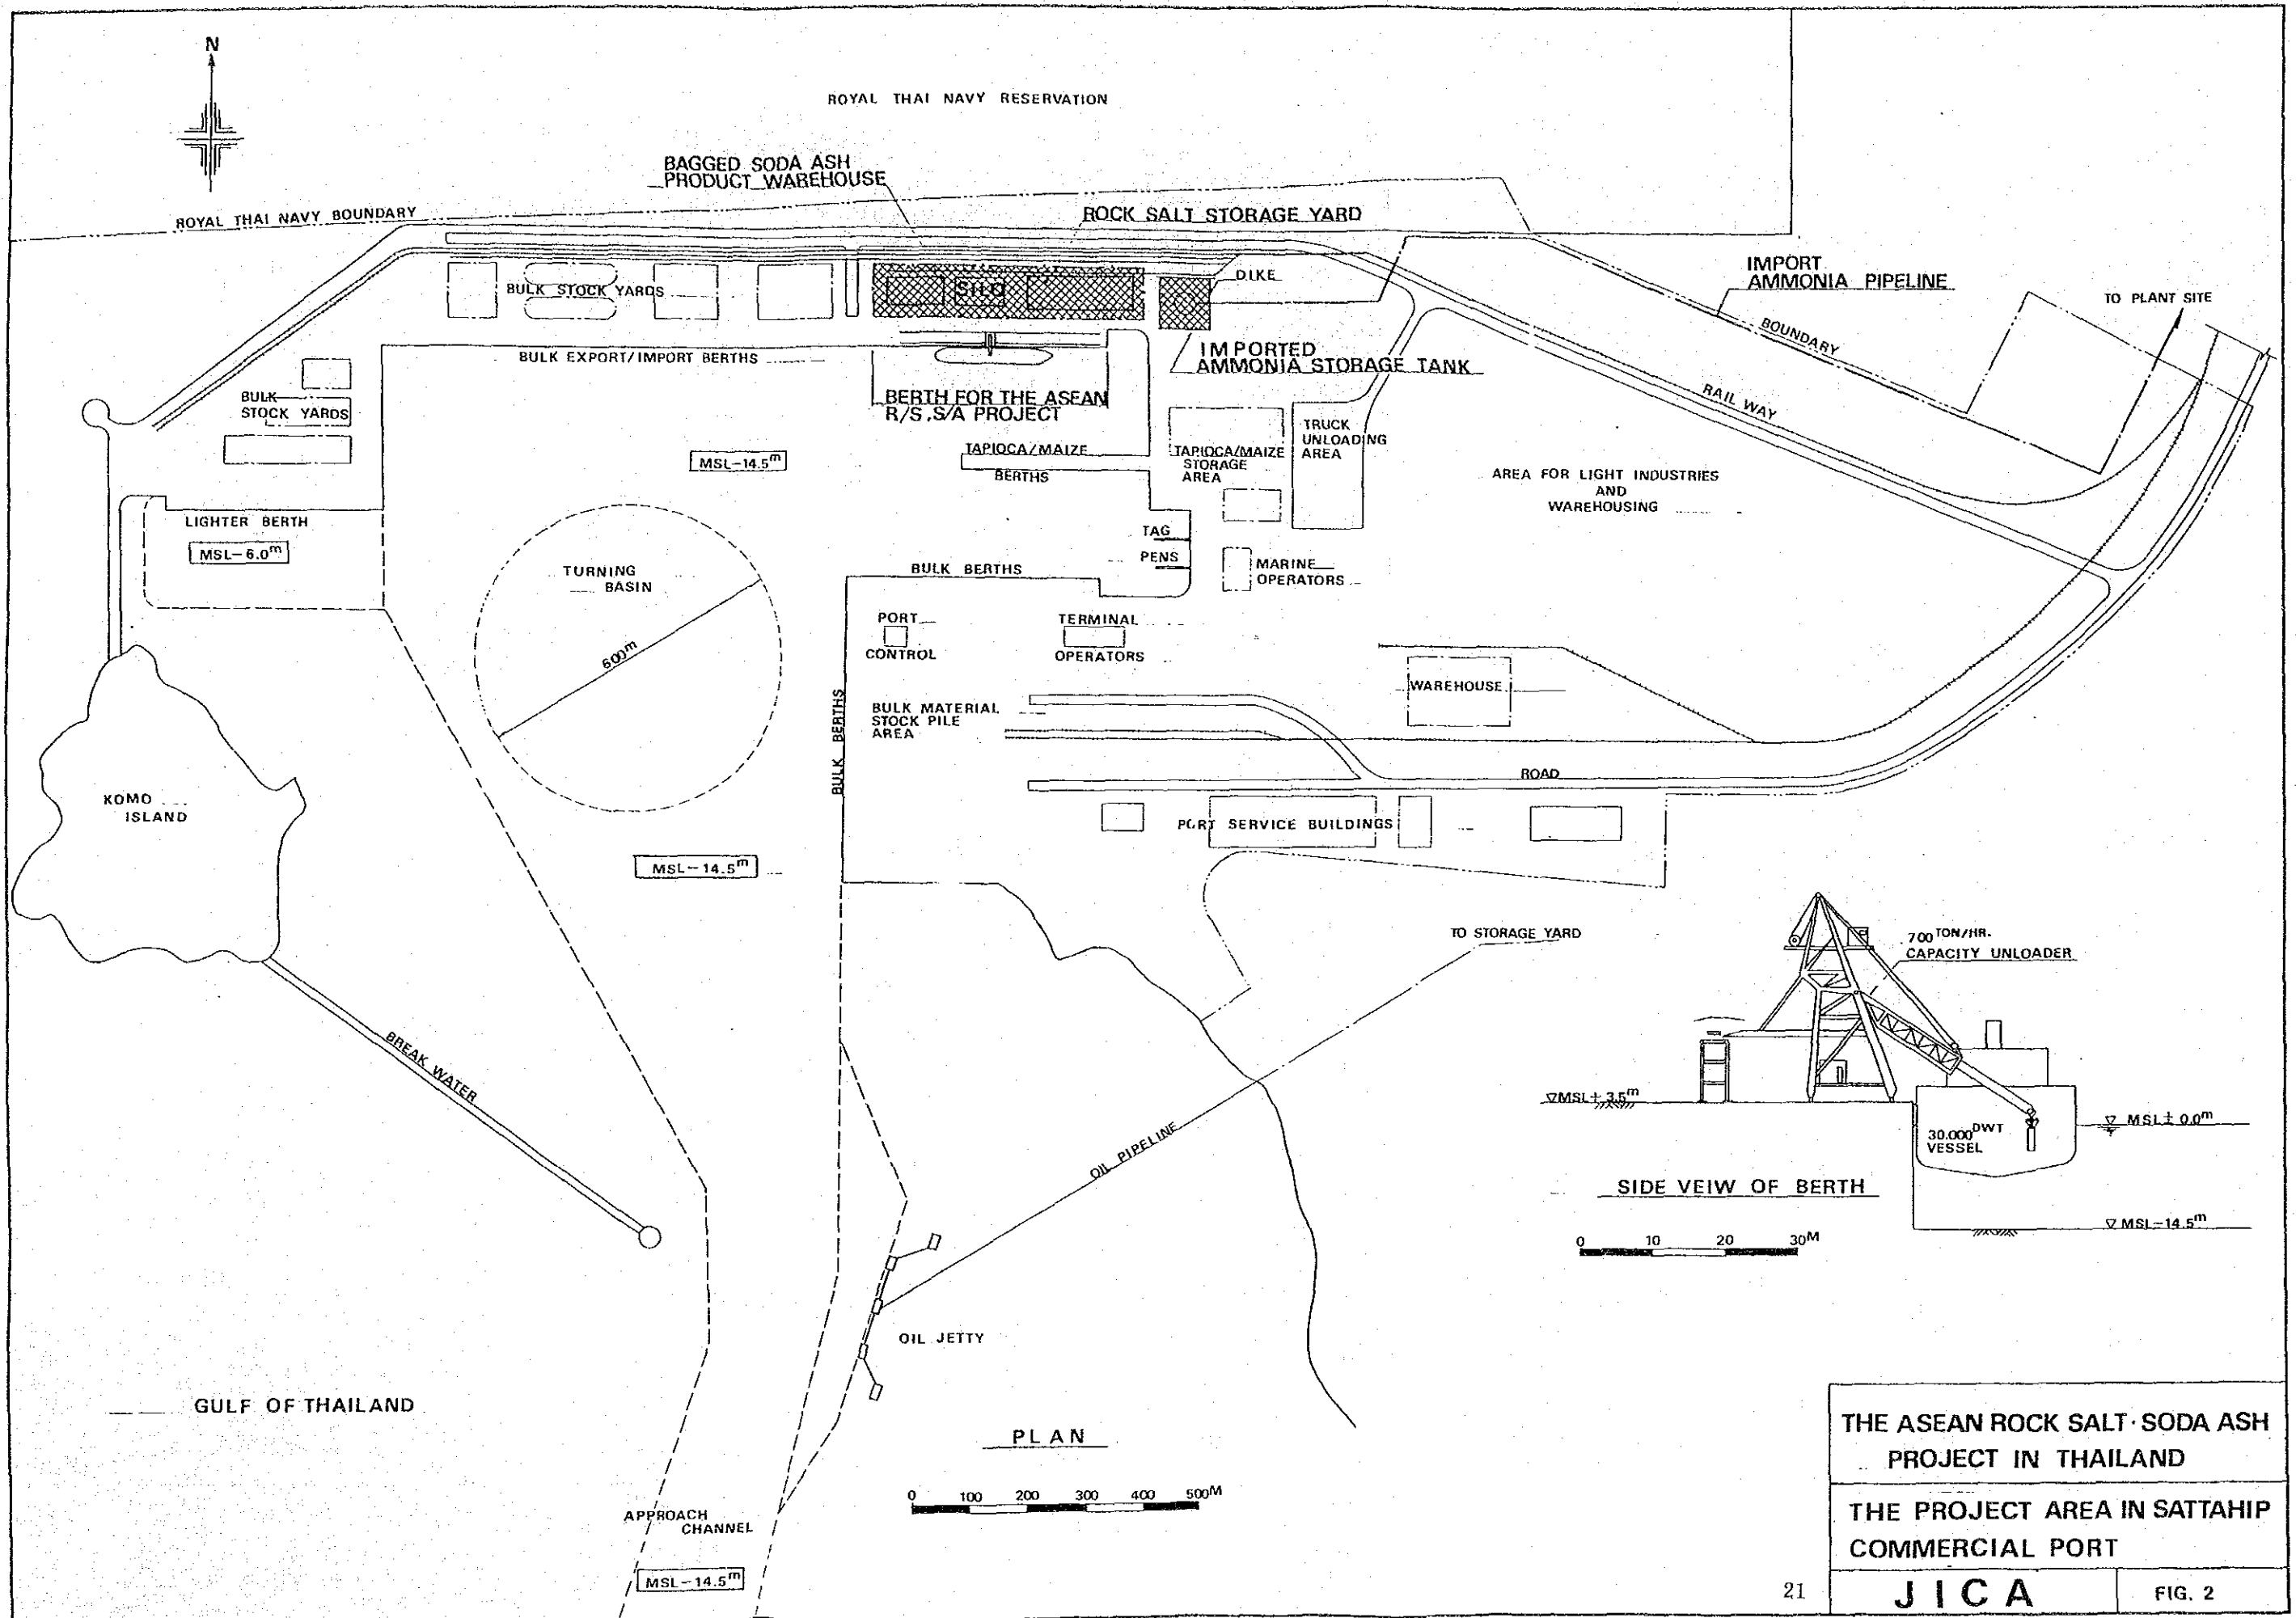 N
ROYAL THAI NAVY RESERVATION
BAGGED SODA ASH
PRODUCT WAREHOUSE
ROYAL THAI NAVY BOUNDARY
ROCK SALT STORAGE YARD
BULK STOCK YARDS
SILO
DIKE
IMPORT
AMMONIA PIPELINE
TO PLANT SITE
BOUNDARY
BULK EXPORT/IMPORT BERTHS
IMPORTED
AMMONIA STORAGE TANK
BERTH FOR THE ASEAN
R/S.S/A PROJECT
BULK
STOCK YARDS
RAIL WAY
TRUCK
UNLOADING
AREA
MSL-14.5m
TAPIOCA/MAIZE
BERTHS
TAPIOCA/MAIZE
STORAGE
AREA
AREA FOR LIGHT INDUSTRIES
AND
WAREHOUSING
LIGHTER BERTH
MSL-6.0m
TAG
PENS
TURNING
BASIN
600m
BULK BERTHS
MARINE
OPERATORS
PORT
CONTROL
TERMINAL
OPERATORS
BULK BERTHS
BULK MATERIAL
STOCK PILE
AREA
WAREHOUSE
ROAD
KOMO
ISLAND
PORT SERVICE BUILDINGS
MSL-14.5m
TO STORAGE YARD
700 TON/HR.
CAPACITY UNLOADER
BREAK WATER
OIL PIPELINE
MSL+3.5m
MSL±0.0m
30.000 DWT
VESSEL
SIDE VEIW OF BERTH
MSL-14.5m
0 10 20 30M
OIL JETTY
GULF OF THAILAND
PLAN
0 100 200 300 400 500M
APPROACH
CHANNEL
MSL-14.5m
THE ASEAN ROCK SALT·SODA ASH
PROJECT IN THAILAND
THE PROJECT AREA IN SATTAHIP
COMMERCIAL PORT
JICA
FIG. 2
21